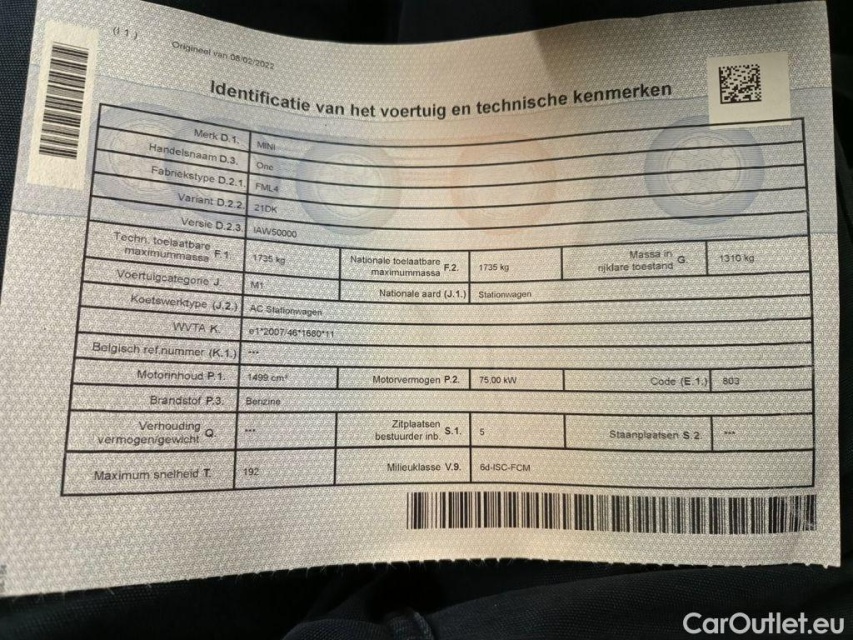 (I 1)
Origineel van 08/02/2022
Identificatie van het voertuig en technische kenmerken
Merk D.1. MINI
Handelsnaam D.3. One
Fabriekstype D.2.1. FML4
Variant D.2.2. 21DK
Versie D.2.3. IAW50000
Techn. toelaatbare maximummassa F.1. 1735 kg Nationale toelaatbare maximummassa F.2. 1735 kg Massa in rijklare toestand G. 1310 kg
Voertuigcategorie J. M1 Nationale aard (J.1.) Stationwagen
Koetswerktype (J.2.) AC Stationwagen
WVTA K. e1*2007/46*1680*11
Belgisch ref.nummer (K.1.) ---
Motorinhoud P.1. 1499 cm³ Motorvermogen P.2. 75,00 kW Code (E.1.) 803
Brandstof P.3. Benzine
Verhouding vermogen/gewicht Q. --- Zitplaatsen bestuurder inb. S.1. 5 Staanplaatsen S.2. ---
Maximum snelheid T. 192 Milieuklasse V.9. 6d-ISC-FCM
CarOutlet.eu